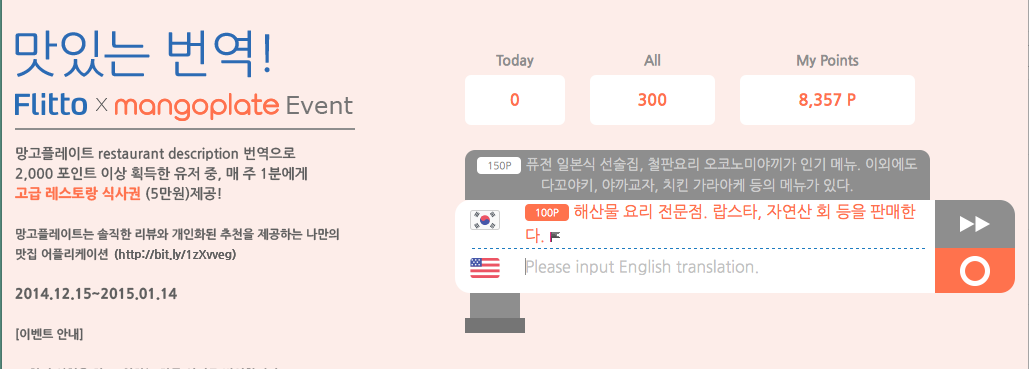 맛있는 번역!
Flitto x mangoplate Event
망고플레이트 restaurant description 번역으로
2,000 포인트 이상 획득한 유저 중, 매 주 1분에게
고급 레스토랑 식사권 (5만원)제공!
망고플레이트는 솔직한 리뷰와 개인화된 추천을 제공하는 나만의
맛집 어플리케이션 (http://bit.ly/1zXvveg)
2014.12.15~2015.01.14
[이벤트 안내]
Today
All
My Points
0
300
8,357 P
150P 퓨전 일본식 선술집, 철판요리 오코노미야끼가 인기 메뉴. 이외에도
다꼬야키, 야까교자, 치킨 가라아케 등의 메뉴가 있다.
100P 해산물 요리 전문점. 랍스타, 자연산 회 등을 판매한
다.
Please input English translation.